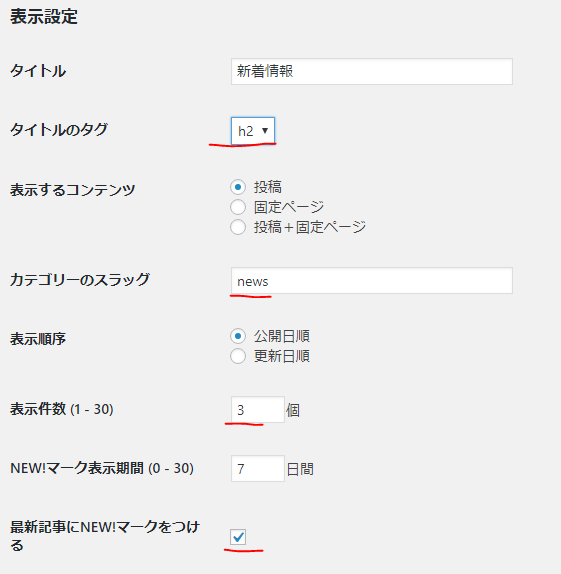 表示設定
タイトル 新着情報
タイトルのタグ h2
表示するコンテンツ 投稿
固定ページ
投稿＋固定ページ
カテゴリーのスラッグ news
表示順序 公開日順
更新日順
表示件数 (1 - 30) 3 個
NEW!マーク表示期間 (0 - 30) 7 日間
最新記事にNEW!マークをつけ
る